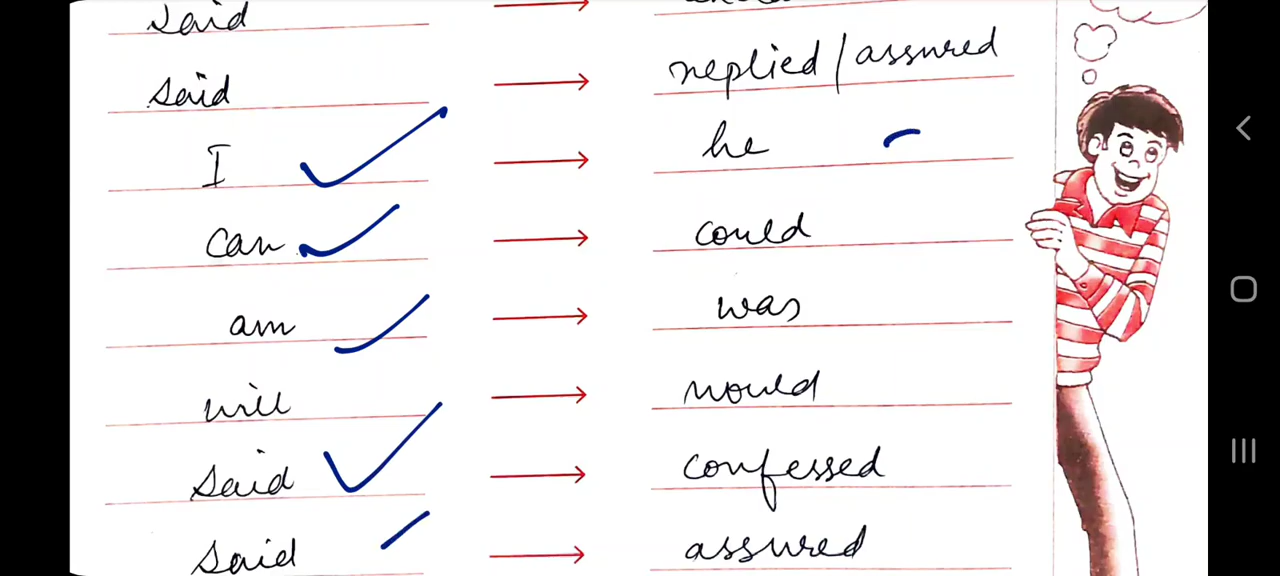 said
said → replied / assured
I → he
can → could
am → was
will → would
said → confessed
said → assured